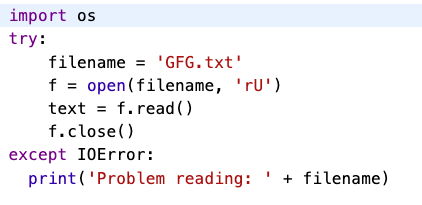 import os
try:
    filename = 'GFG.txt'
    f = open(filename, 'rU')
    text = f.read()
    f.close()
except IOError:
  print('Problem reading: ' + filename)